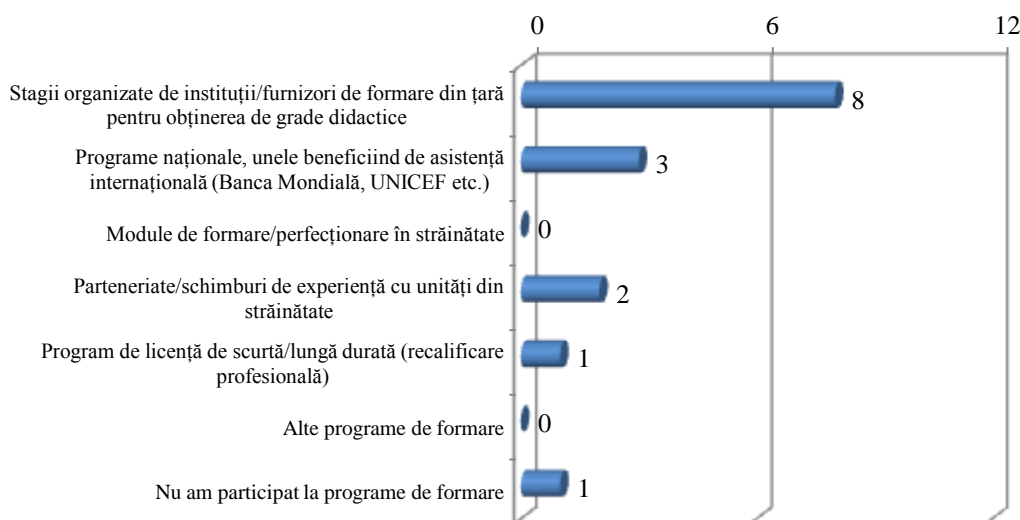 0 6 12
Stagii organizate de instituții/furnizori de formare din țară
pentru obținerea de grade didactice
8
Programe naționale, unele beneficiind de asistență
internațională (Banca Mondială, UNICEF etc.)
3
Module de formare/perfecționare în străinătate
0
Parteneriate/schimburi de experiență cu unități din
străinătate
2
Program de licență de scurtă/lungă durată (recalificare
profesională)
1
Alte programe de formare
0
Nu am participat la programe de formare
1